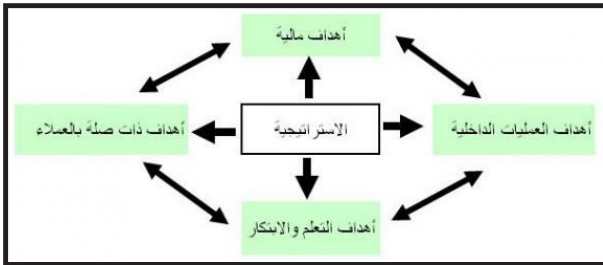 أهداف مالية
أهداف العمليات الداخلية
الاستراتيجية
أهداف ذات صلة بالعملاء
أهداف التعلم والابتكار